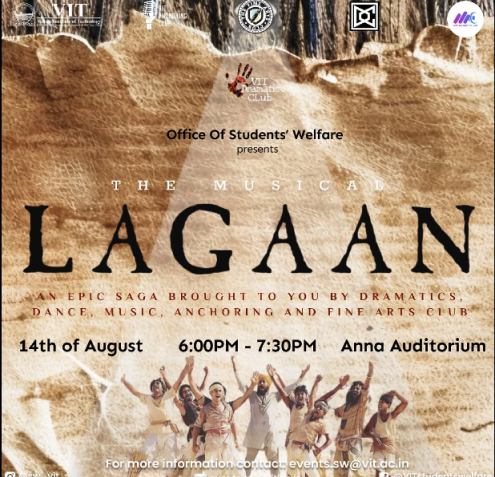 VIT
VIT
Dramatics
CLub
Office Of Students' Welfare
presents
THE MUSICAL
LAGAAN
AN EPIC SAGA BROUGHT TO YOU BY DRAMATICS,
DANCE, MUSIC, ANCHORING AND FINE ARTS CLUB
14th of August 6:00PM - 7:30PM Anna Auditorium
For more information contact events.sw@vit.ac.in